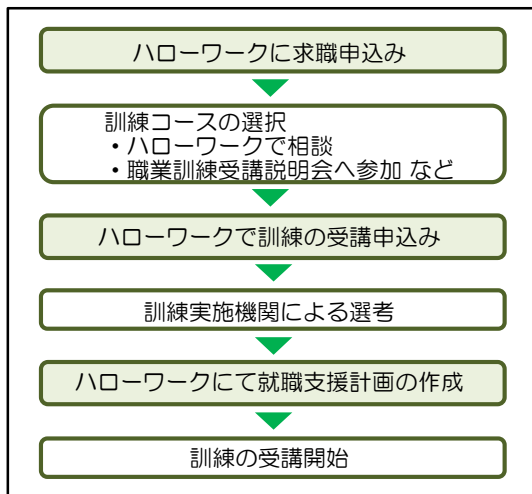 ハローワークに求職申込み
訓練コースの選択
・ハローワークで相談
・職業訓練受講説明会へ参加 など
ハローワークで訓練の受講申込み
訓練実施機関による選考
ハローワークにて就職支援計画の作成
訓練の受講開始